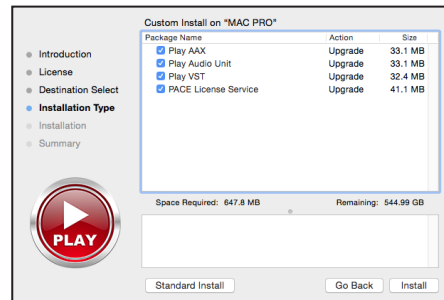 Custom Install on "MAC PRO"
Package Name Action Size
Play AAX Upgrade 33.1 MB
Play Audio Unit Upgrade 33.1 MB
Play VST Upgrade 32.4 MB
PACE License Service Upgrade 41.1 MB
Introduction
License
Destination Select
Installation Type
Installation
Summary
Space Required: 647.8 MB Remaining: 544.99 GB
PLAY
Standard Install Go Back Install